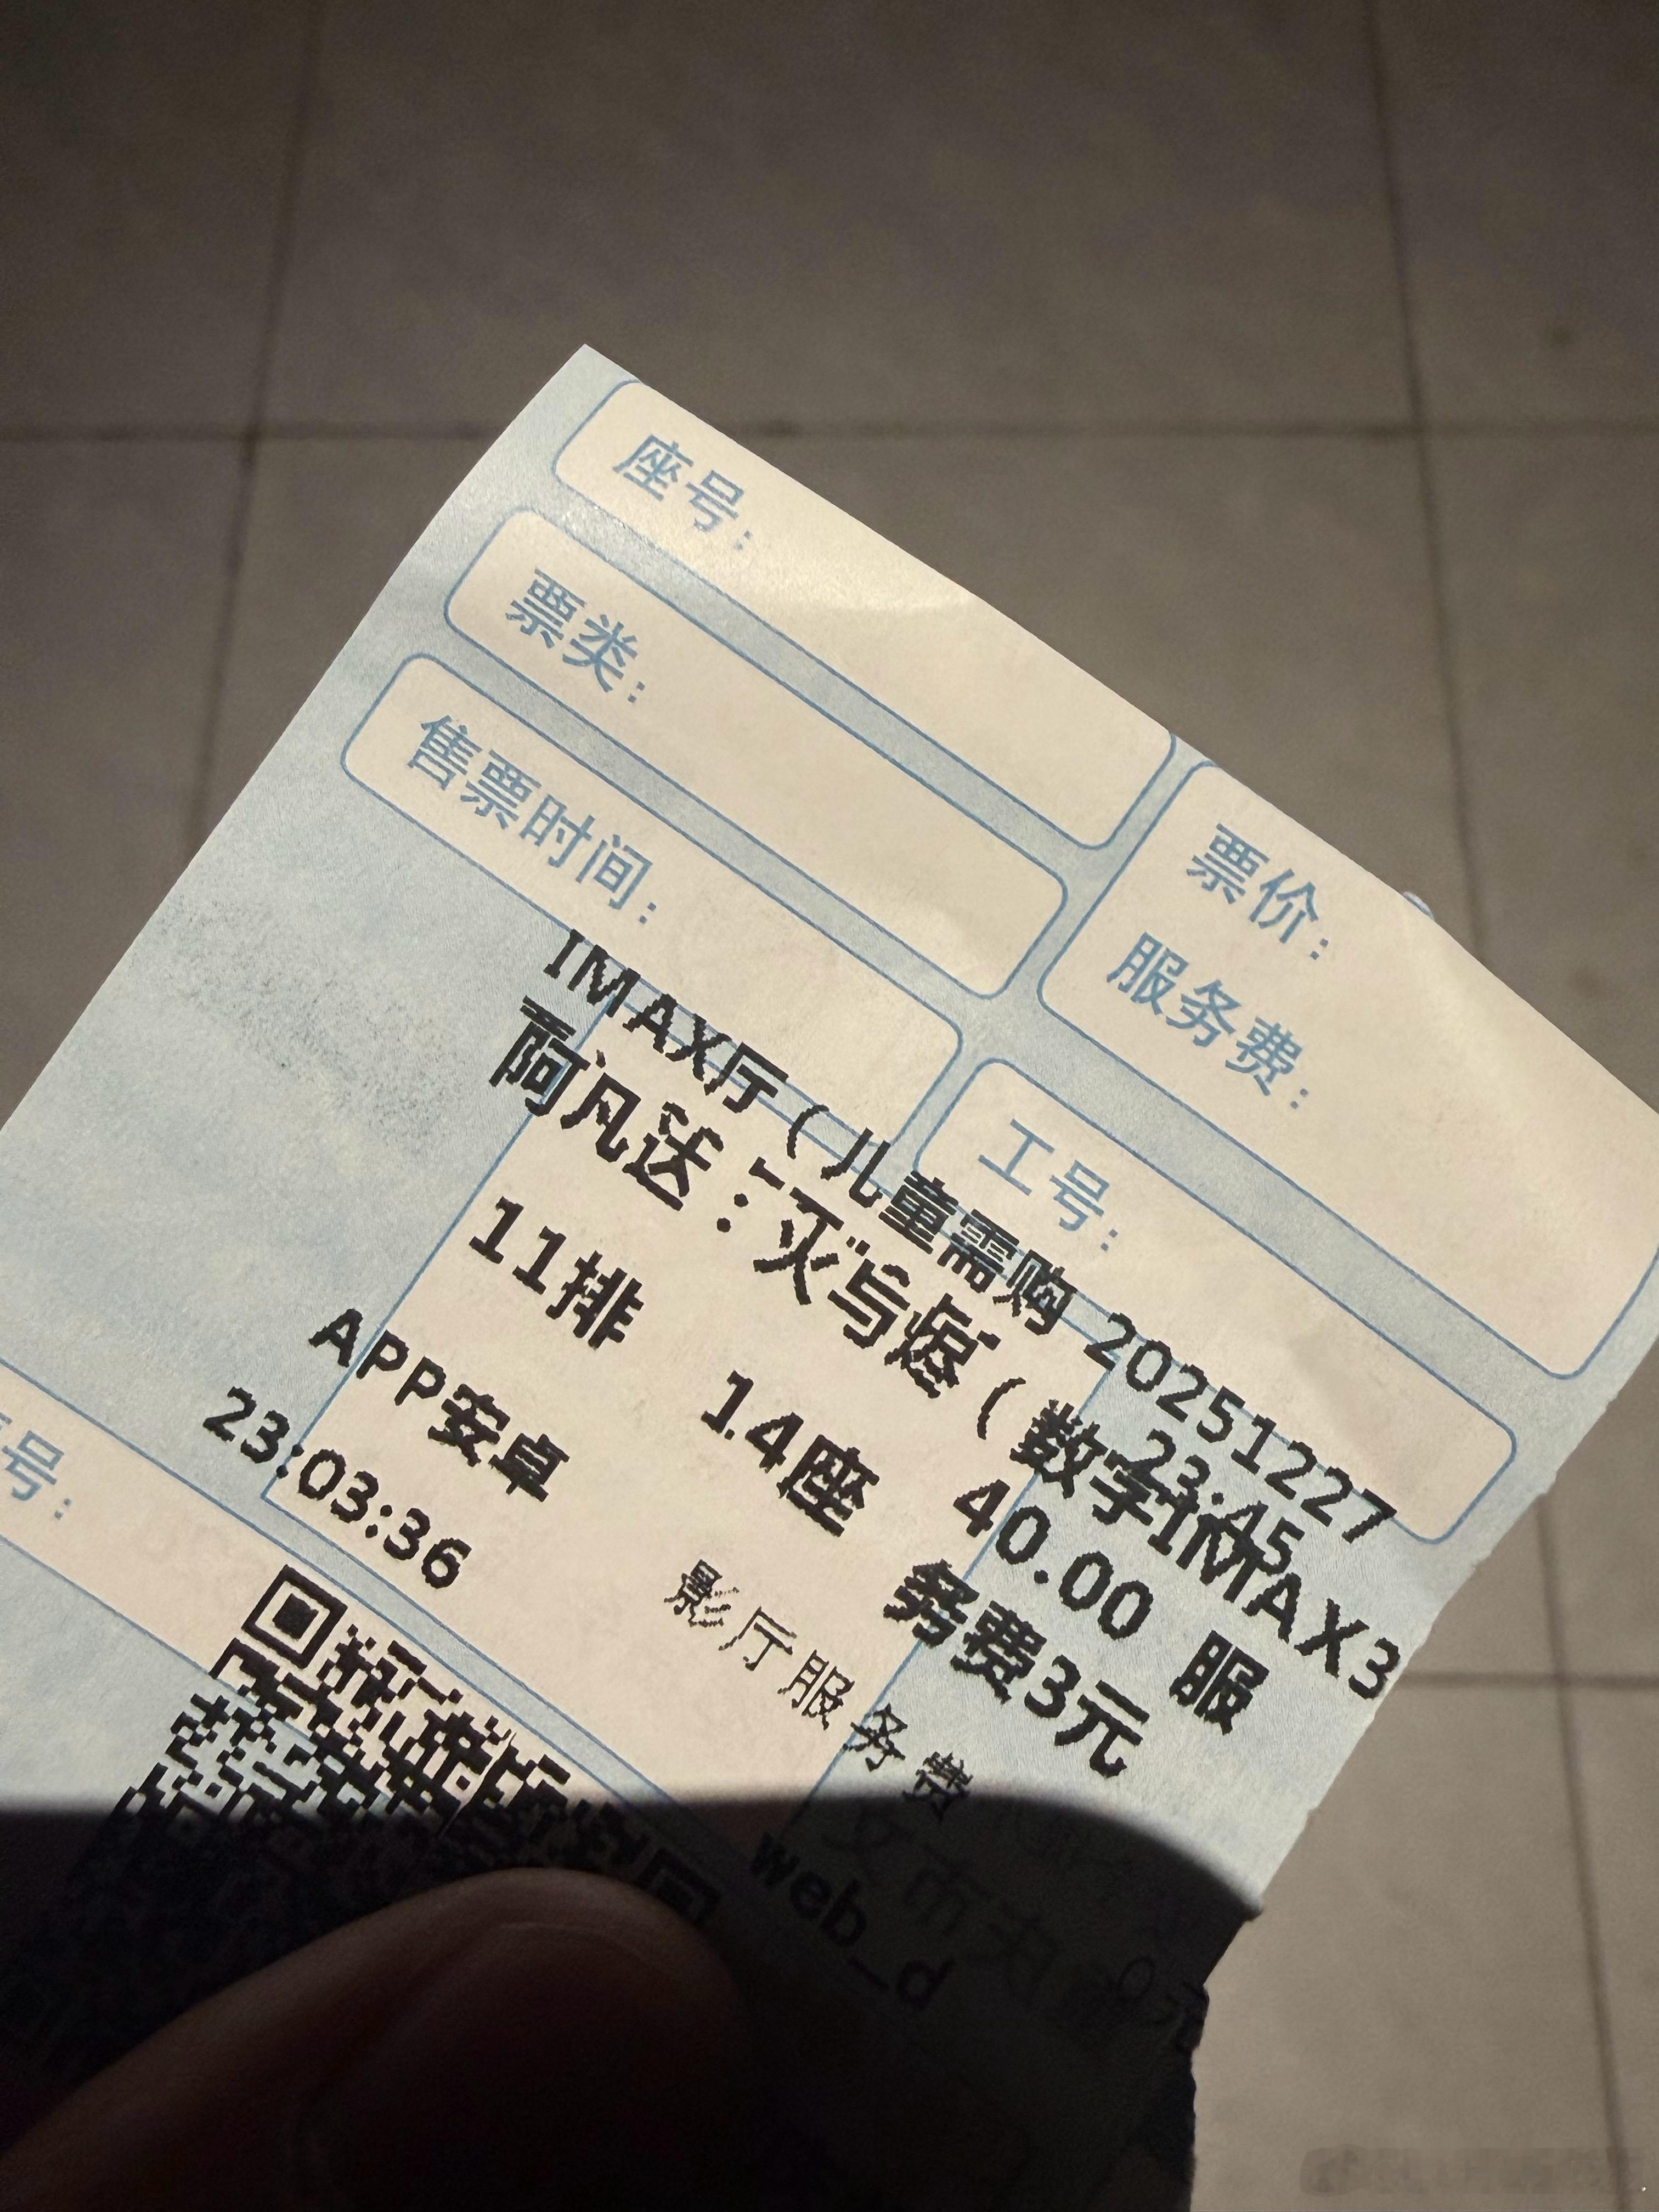 座号：
票类：
售票时间：
票价：
服务费：
工号：
IMAX厅（儿童需购 20251227
23:45
阿凡达：火与烬（数字IMAX3
11排 14座 40.00 服
务费3元
APP安卓
影厅服务费
23:03:36
号：
web_d
0元